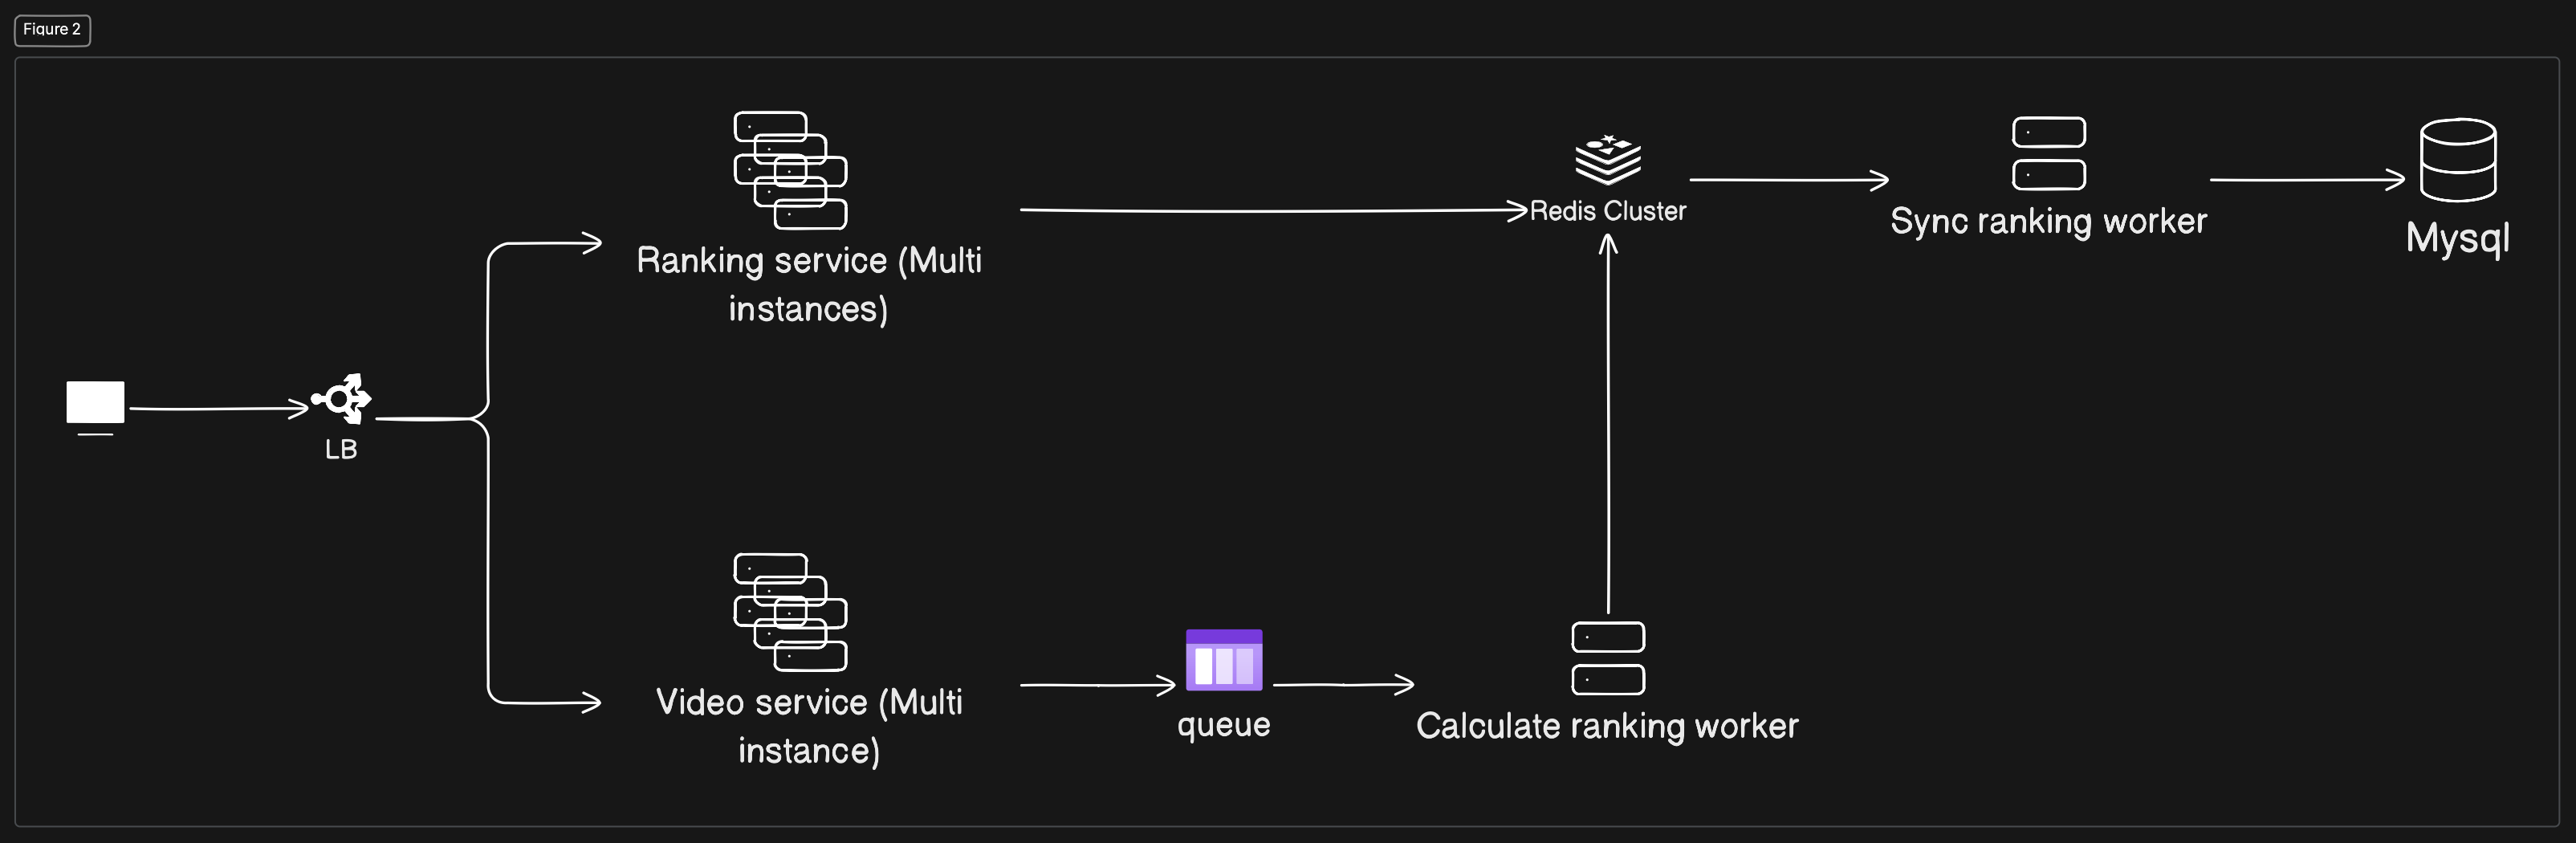 Figure 2
Ranking service (Multi
instances)
Redis Cluster
Sync ranking worker
Mysql
LB
Video service (Multi
instance)
queue
Calculate ranking worker